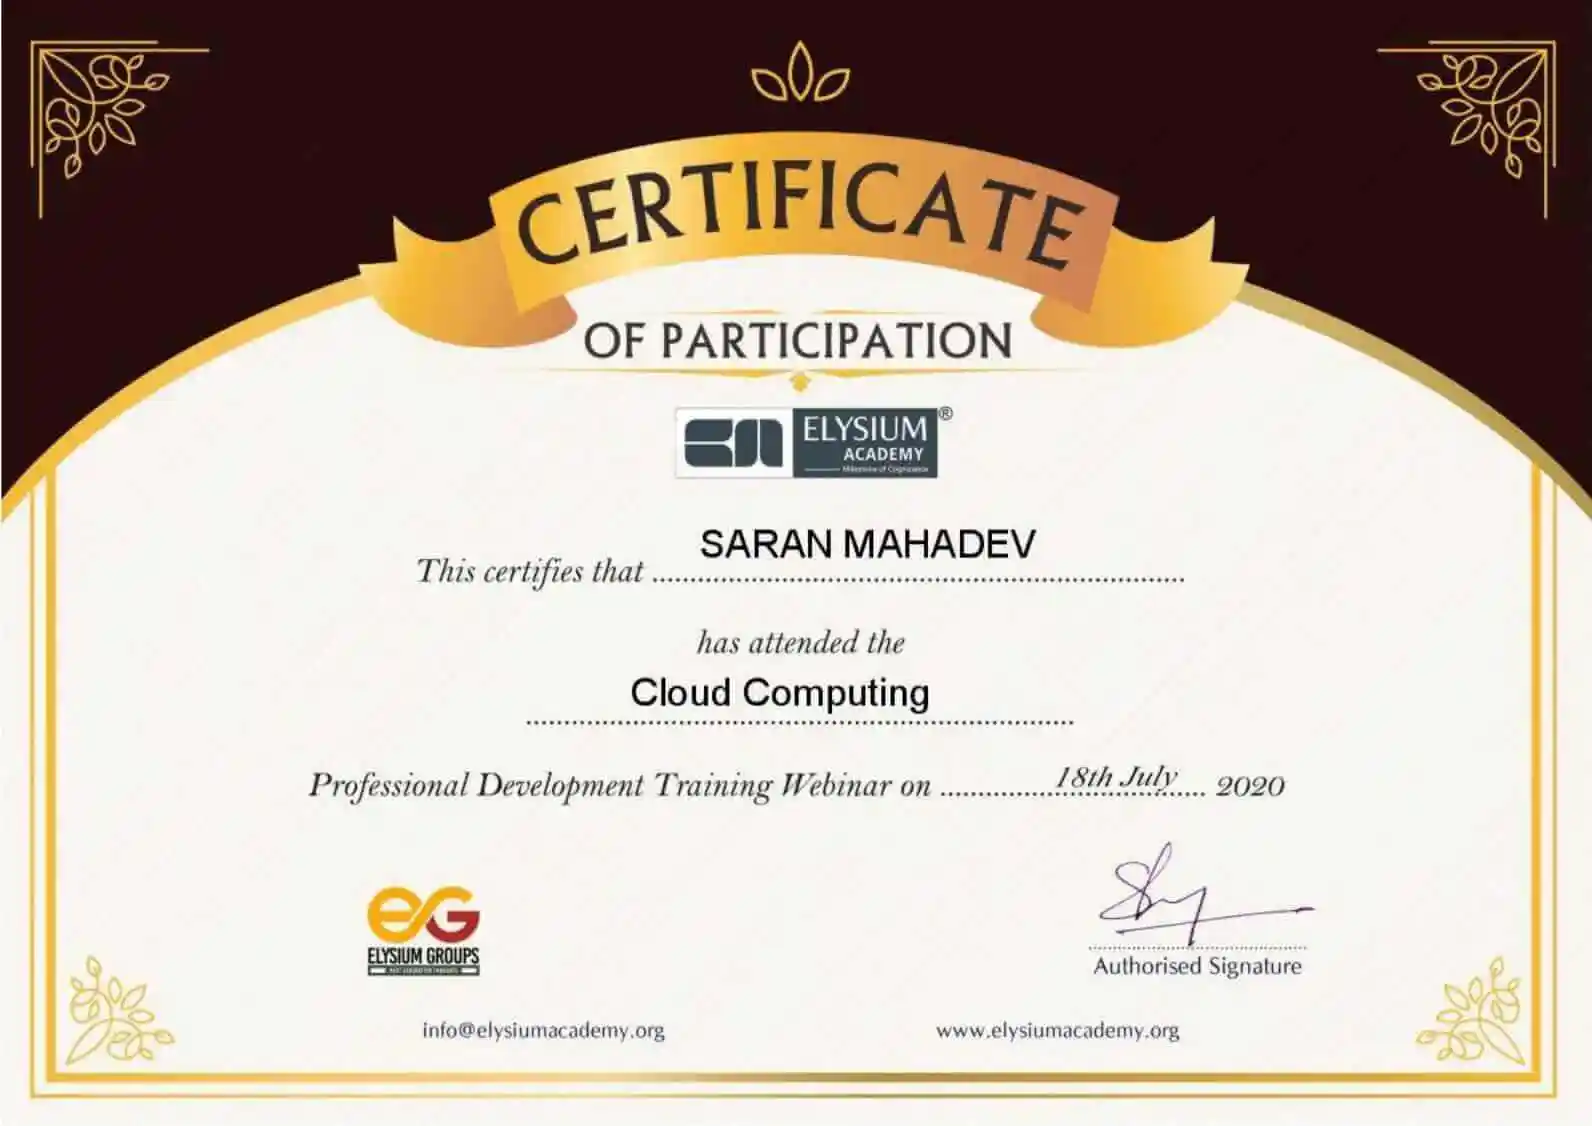 CERTIFICATE
OF PARTICIPATION
ELYSIUM ®
ACADEMY
This certifies that SARAN MAHADEV
has attended the
Cloud Computing
Professional Development Training Webinar on 18th July 2020
ELYSIUM GROUPS
Authorised Signature
info@elysiumacademy.org
www.elysiumacademy.org